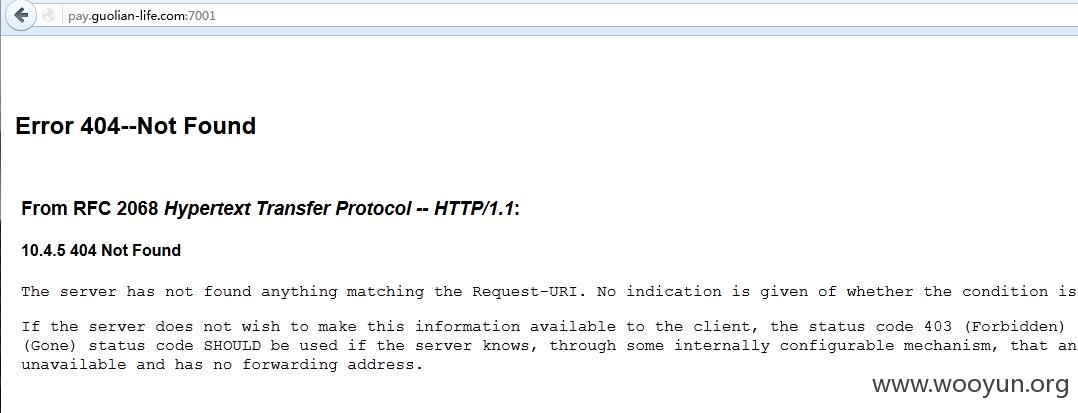 pay.guolian-life.com:7001
Error 404--Not Found
From RFC 2068 Hypertext Transfer Protocol -- HTTP/1.1:
10.4.5 404 Not Found
The server has not found anything matching the Request-URI. No indication is given of whether the condition is
If the server does not wish to make this information available to the client, the status code 403 (Forbidden)
(Gone) status code SHOULD be used if the server knows, through some internally configurable mechanism, that an
unavailable and has no forwarding address.
www.wooyun.org